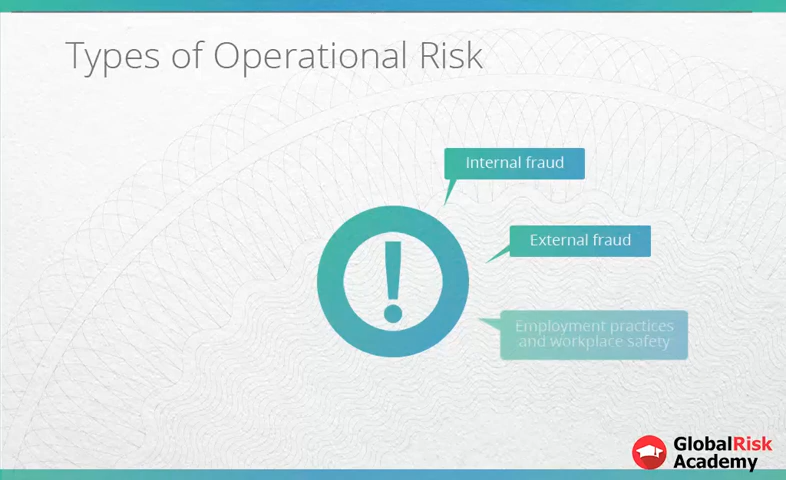 Types of Operational Risk
Internal fraud
External fraud
Employment practices
and workplace safety
GlobalRisk
Academy